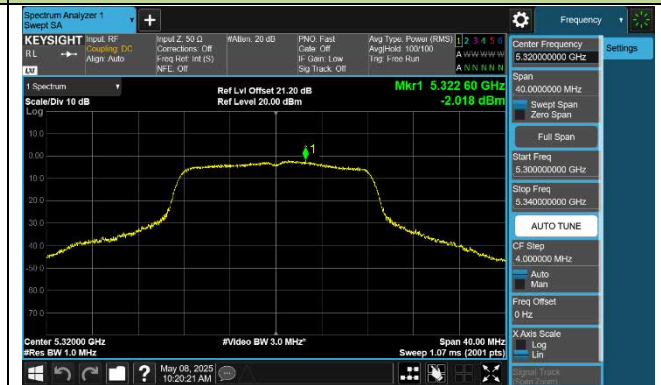 Spectrum Analyzer 1
Swept SA
+
Frequency
KEYSIGHT Input: RF Input Z: 50 Ω #Atten: 20 dB PNO: Fast Avg Type: Power (RMS) 1 2 3 4 5 6
RL Coupling: DC Corrections: Off Gate: Off Avg|Hold: 100/100 A W W W W W
Align: Auto Freq Ref: Int (S) IF Gain: Low Trig: Free Run
LXI NFE: Off Sig Track: Off A N N N N N
1 Spectrum
Scale/Div 10 dB
Log
Ref Lvl Offset 21.20 dB
Ref Level 20.00 dBm
Mkr1 5.322 60 GHz
-2.018 dBm
10.0
0.00
10.0
20.0
30.0
40.0
-50.0
60.0
70.0
1
Center 5.32000 GHz
#Res BW 1.0 MHz
#Video BW 3.0 MHz*
Span 40.00 MHz
Sweep 1.07 ms (2001 pts)
?
May 08, 2025
10:20:21 AM
Center Frequency
5.320000000 GHz
Settings
Span
40.0000000 MHz
Swept Span
Zero Span
Full Span
Start Freq
5.300000000 GHz
Stop Freq
5.340000000 GHz
AUTO TUNE
CF Step
4.000000 MHz
Auto
Man
Freq Offset
0 Hz
X Axis Scale
Log
Lin
Signal Track
(Span Zoom)